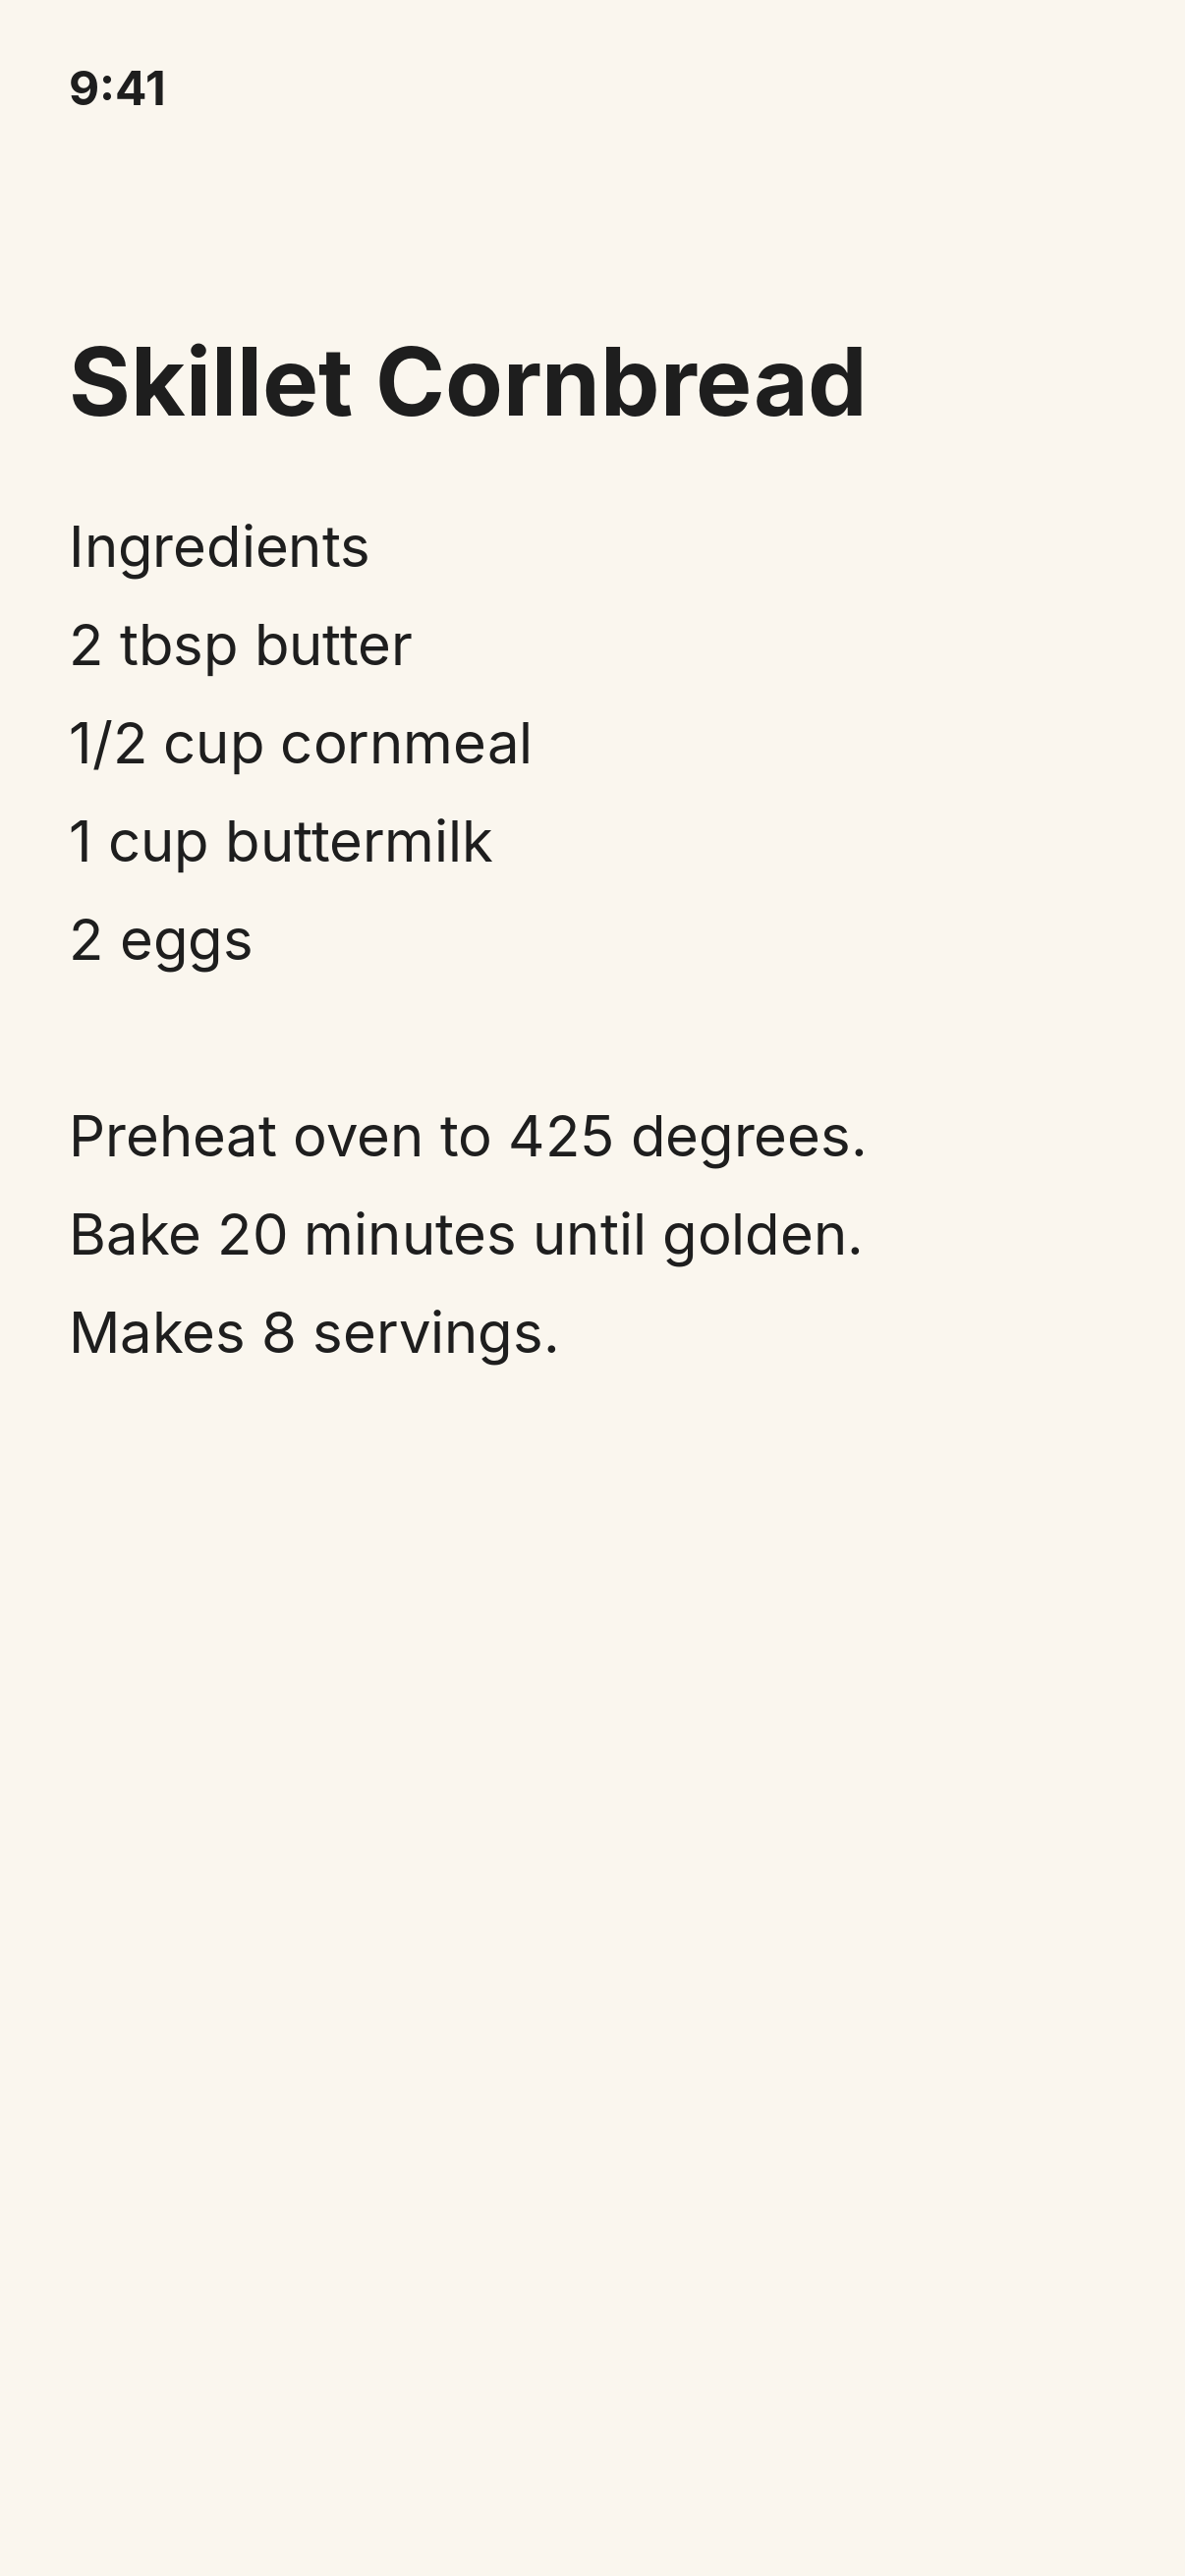 9:41
Skillet Cornbread
Ingredients
2 tbsp butter
1/2 cup cornmeal
1 cup buttermilk
2 eggs
Preheat oven to 425 degrees.
Bake 20 minutes until golden.
Makes 8 servings.